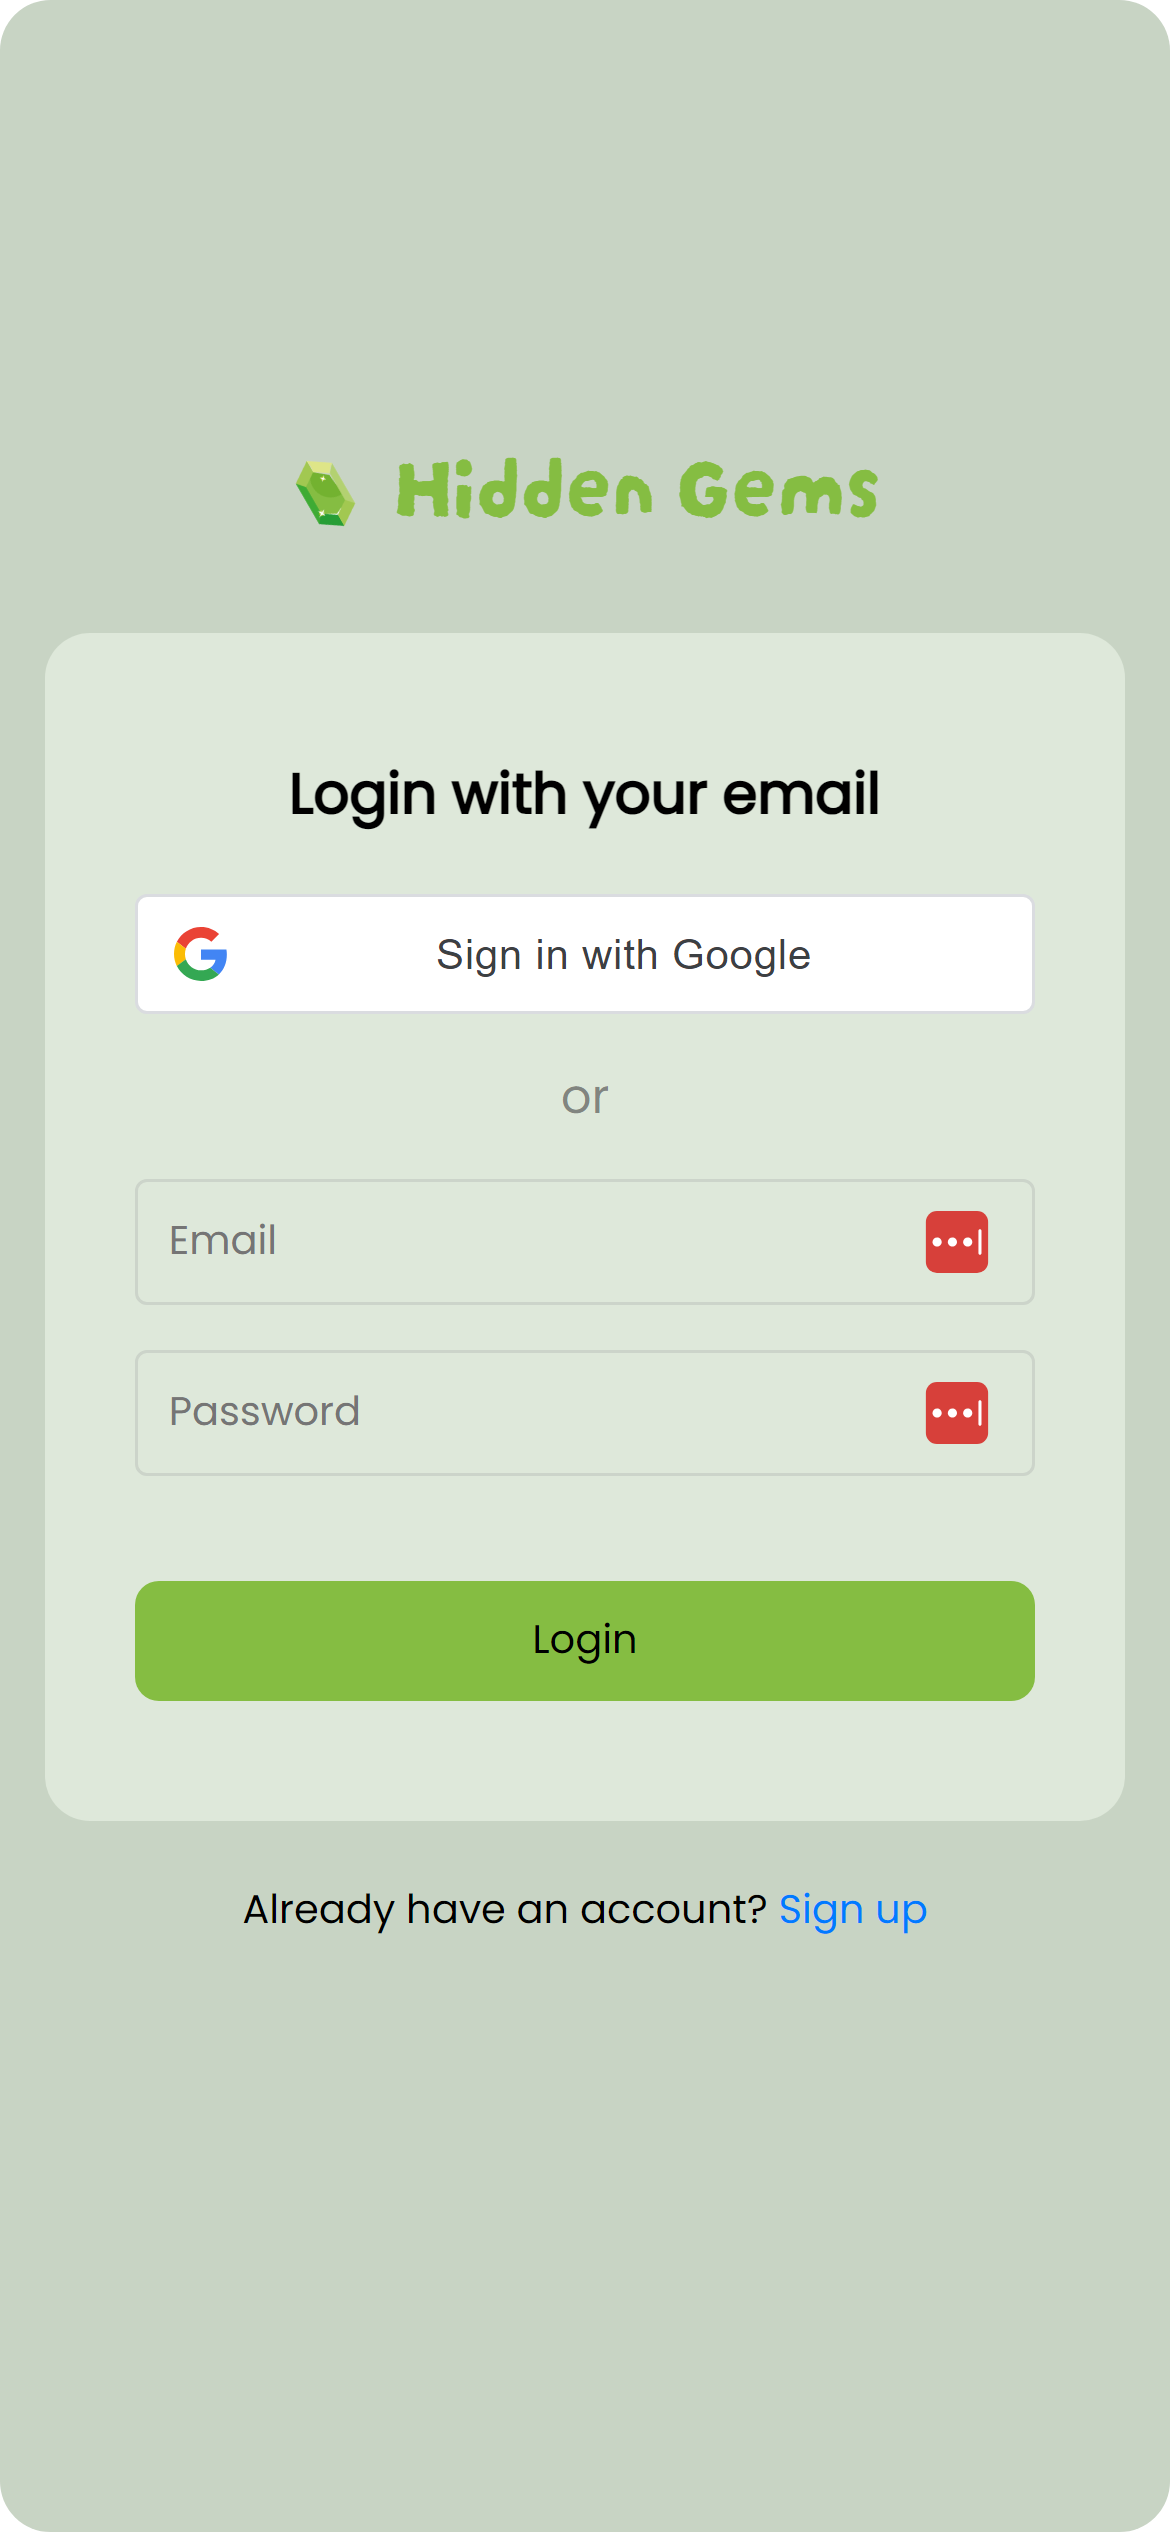 Hidden Gems
Login with your email
Sign in with Google
or
Email
Password
Login
Already have an account? Sign up